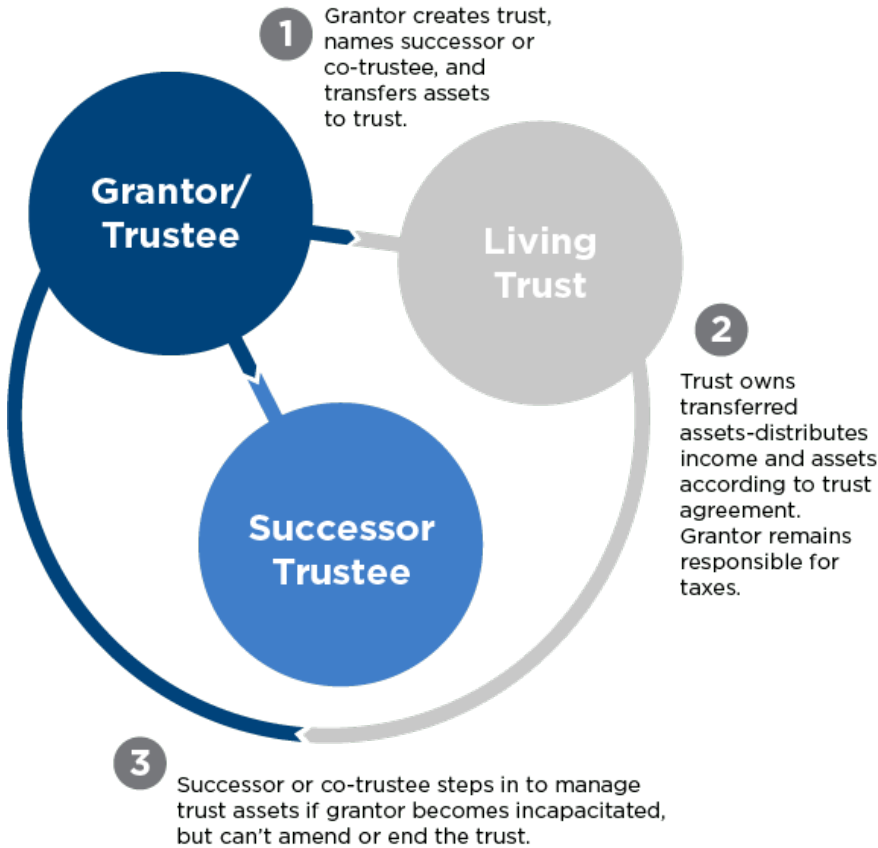 1
Grantor creates trust,
names successor or
co-trustee, and
transfers assets
to trust.
Grantor/
Trustee
Living
Trust
2
Trust owns
transferred
assets-distributes
income and assets
according to trust
agreement.
Grantor remains
responsible for
taxes.
Successor
Trustee
3
Successor or co-trustee steps in to manage
trust assets if grantor becomes incapacitated,
but can't amend or end the trust.